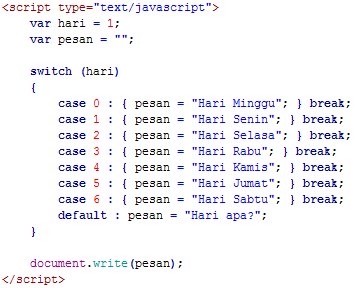 <script type="text/javascript">
var hari = 1;
var pesan = "";
switch (hari)
{
case 0 : { pesan = "Hari Minggu"; } break;
case 1 : { pesan = "Hari Senin"; } break;
case 2 : { pesan = "Hari Selasa"; } break;
case 3 : { pesan = "Hari Rabu"; } break;
case 4 : { pesan = "Hari Kamis"; } break;
case 5 : { pesan = "Hari Jumat"; } break;
case 6 : { pesan = "Hari Sabtu"; } break;
default : pesan = "Hari apa?";
}
document.write(pesan);
</script>